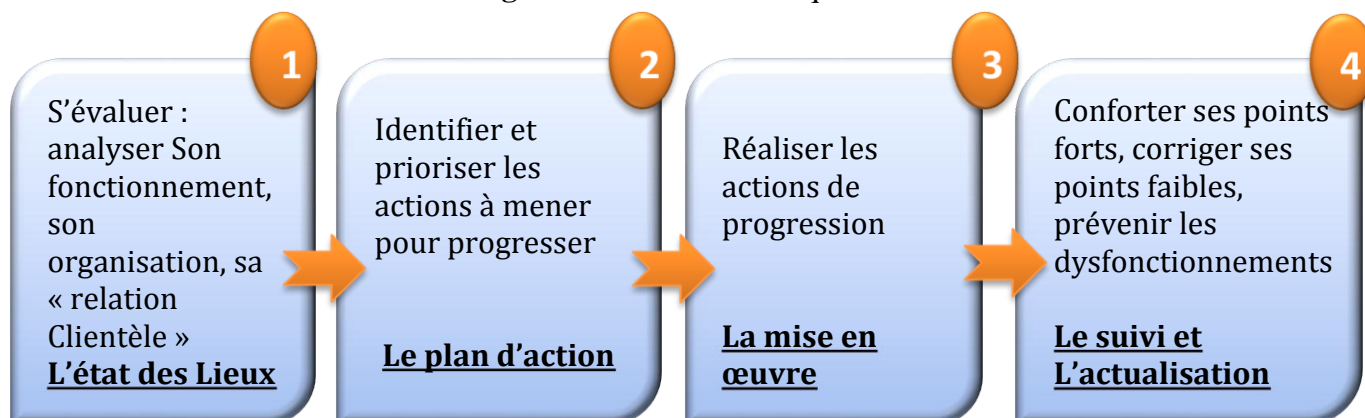 1
S’évaluer :
analyser Son
fonctionnement,
son
organisation, sa
« relation
Clientèle »
L’état des Lieux
2
Identifier et
prioriser les
actions à mener
pour progresser
Le plan d’action
3
Réaliser les
actions de
progression
La mise en
œuvre
4
Conforter ses points
forts, corriger ses
points faibles,
prévenir les
dysfonctionnements
Le suivi et
L’actualisation